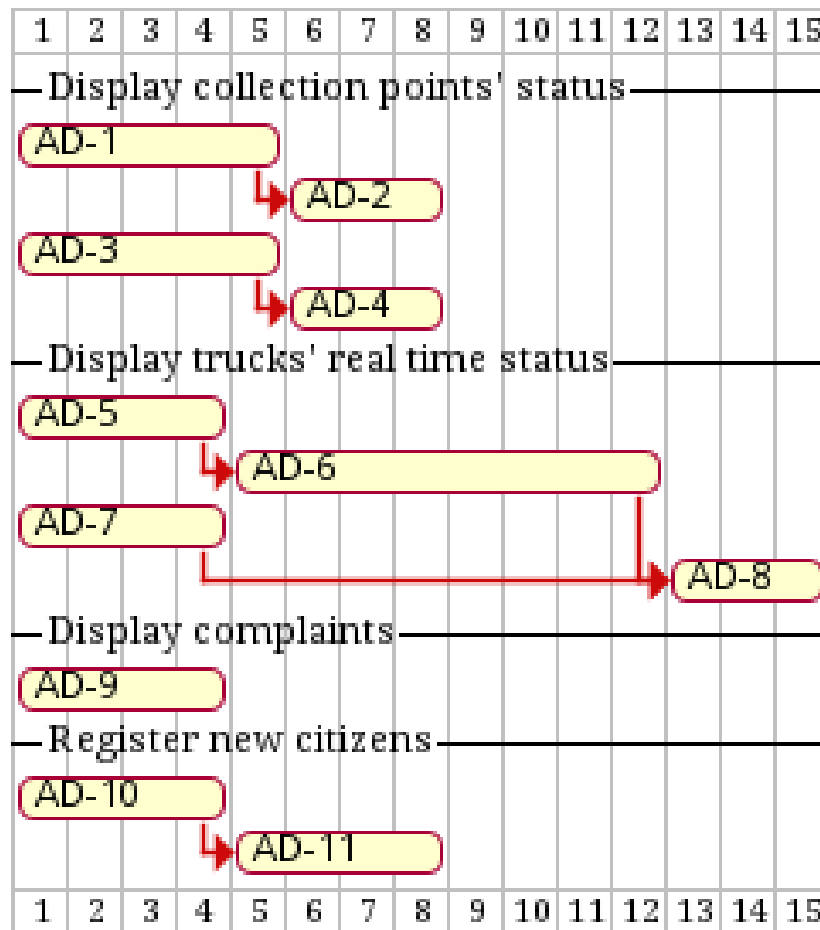 1 2 3 4 5 6 7 8 9 10 11 12 13 14 15
Display collection points' status
AD-1
AD-2
AD-3
AD-4
Display trucks' real time status
AD-5
AD-6
AD-7
AD-8
Display complaints
AD-9
Register new citizens
AD-10
AD-11
1 2 3 4 5 6 7 8 9 10 11 12 13 14 15